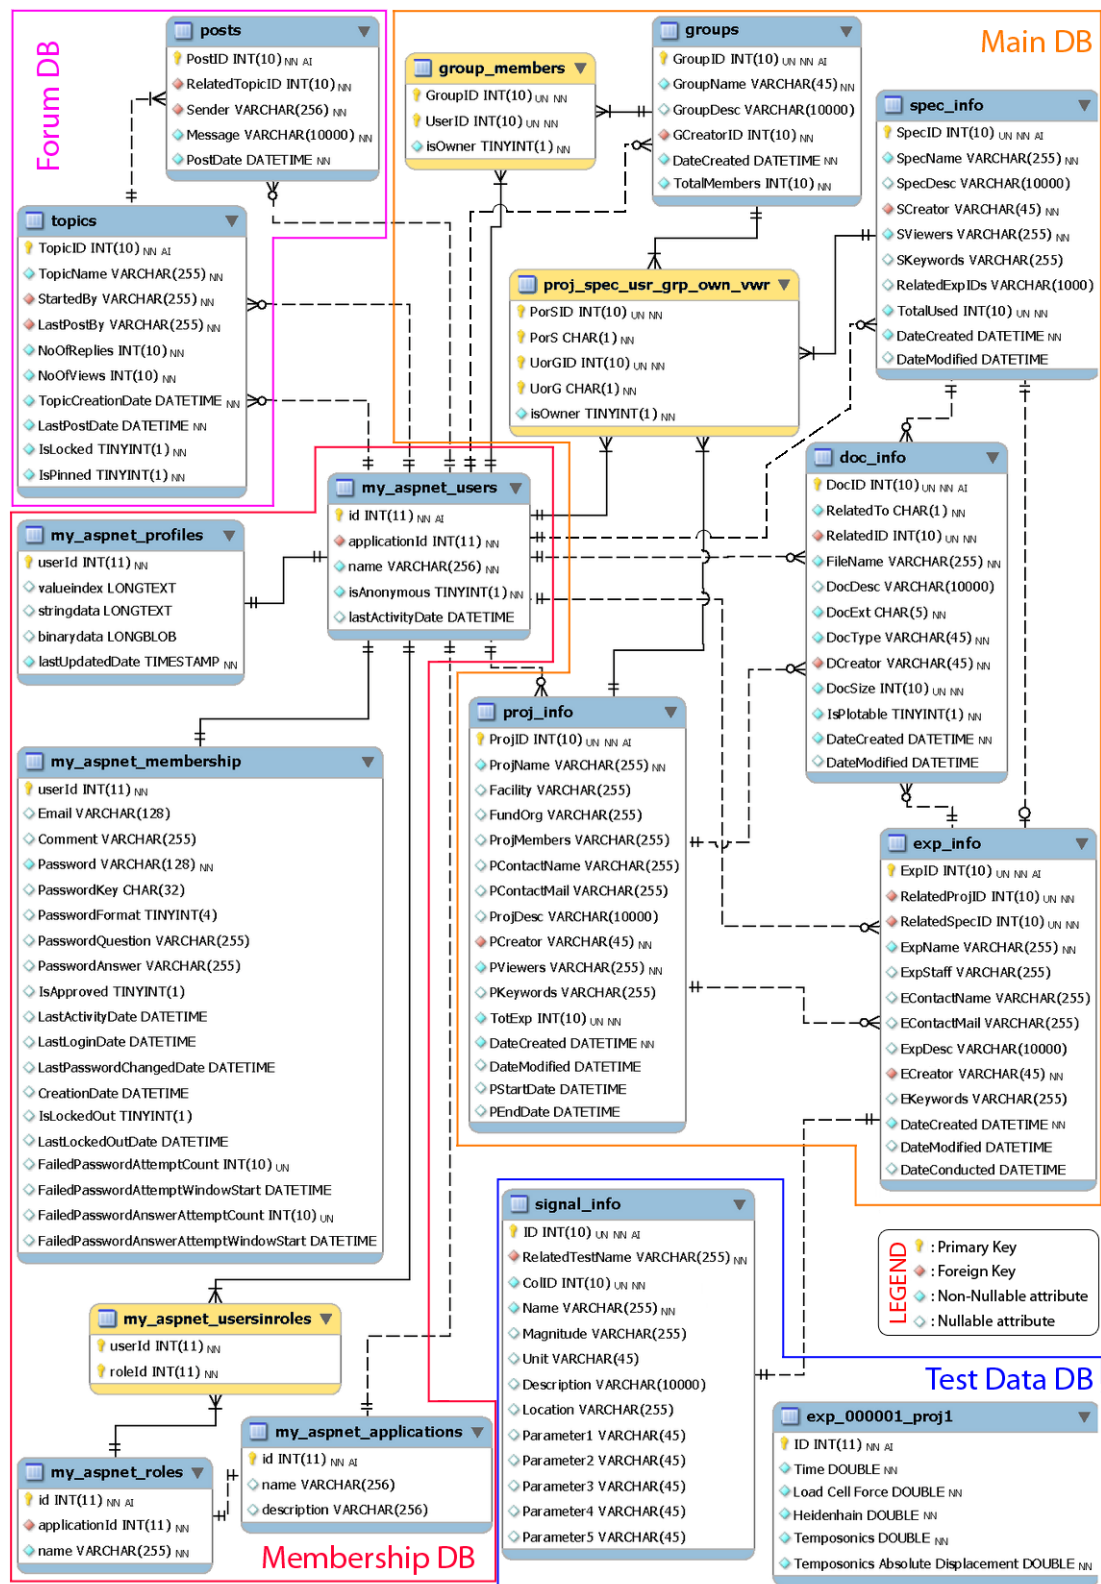 Forum DB
posts
PostID INT(10) NN AI
RelatedTopicID INT(10) NN
Sender VARCHAR(256) NN
Message VARCHAR(10000) NN
PostDate DATETIME NN
topics
TopicID INT(10) NN AI
TopicName VARCHAR(255) NN
StartedBy VARCHAR(255) NN
LastPostBy VARCHAR(255) NN
NoOfReplies INT(10) NN
NoOfViews INT(10) NN
TopicCreationDate DATETIME NN
LastPostDate DATETIME NN
IsLocked TINYINT(1) NN
IsPinned TINYINT(1) NN
Main DB
group_members
GroupID INT(10) UN NN
UserID INT(10) UN NN
isOwner TINYINT(1) NN
groups
GroupID INT(10) UN NN AI
GroupName VARCHAR(45) NN
GroupDesc VARCHAR(10000)
GCreatorID INT(10) NN
DateCreated DATETIME NN
TotalMembers INT(10) NN
spec_info
SpecID INT(10) UN NN AI
SpecName VARCHAR(255) NN
SpecDesc VARCHAR(10000)
SCreator VARCHAR(45) NN
SViewers VARCHAR(255) NN
SKeywords VARCHAR(255)
RelatedExpIDs VARCHAR(1000)
TotalUsed INT(10) UN NN
DateCreated DATETIME NN
DateModified DATETIME
proj_spec_usr_grp_own_vwr
PorSID INT(10) UN NN
PorS CHAR(1) NN
UorGID INT(10) UN NN
UorG CHAR(1) NN
isOwner TINYINT(1) NN
doc_info
DocID INT(10) UN NN AI
RelatedTo CHAR(1) NN
RelatedID INT(10) UN NN
FileName VARCHAR(255) NN
DocDesc VARCHAR(10000)
DocExt CHAR(5) NN
DocType VARCHAR(45) NN
DCreator VARCHAR(45) NN
DocSize INT(10) UN NN
IsPlotable TINYINT(1) NN
DateCreated DATETIME NN
DateModified DATETIME
my_aspnet_users
id INT(11) NN AI
applicationId INT(11) NN
name VARCHAR(256) NN
isAnonymous TINYINT(1) NN
lastActivityDate DATETIME
my_aspnet_profiles
userId INT(11) NN
valueindex LONGTEXT
stringdata LONGTEXT
binarydata LONGBLOB
lastUpdatedDate TIMESTAMP NN
proj_info
ProjID INT(10) UN NN AI
ProjName VARCHAR(255) NN
Facility VARCHAR(255)
FundOrg VARCHAR(255)
ProjMembers VARCHAR(255)
PContactName VARCHAR(255)
PContactMail VARCHAR(255)
ProjDesc VARCHAR(10000)
PCreator VARCHAR(45) NN
PViewers VARCHAR(255) NN
PKeywords VARCHAR(255)
TotExp INT(10) UN NN
DateCreated DATETIME NN
DateModified DATETIME
PStartDate DATETIME
PEndDate DATETIME
exp_info
ExpID INT(10) UN NN AI
RelatedProjID INT(10) UN NN
RelatedSpecID INT(10) UN NN
ExpName VARCHAR(255) NN
ExpStaff VARCHAR(255)
EContactName VARCHAR(255)
EContactMail VARCHAR(255)
ExpDesc VARCHAR(10000)
ECreator VARCHAR(45) NN
EKeywords VARCHAR(255)
DateCreated DATETIME NN
DateModified DATETIME
DateConducted DATETIME
my_aspnet_membership
userId INT(11) NN
Email VARCHAR(128)
Comment VARCHAR(255)
Password VARCHAR(128) NN
PasswordKey CHAR(32)
PasswordFormat TINYINT(4)
PasswordQuestion VARCHAR(255)
PasswordAnswer VARCHAR(255)
IsApproved TINYINT(1)
LastActivityDate DATETIME
LastLoginDate DATETIME
LastPasswordChangedDate DATETIME
CreationDate DATETIME
IsLockedOut TINYINT(1)
LastLockedOutDate DATETIME
FailedPasswordAttemptCount INT(10) UN
FailedPasswordAttemptWindowStart DATETIME
FailedPasswordAnswerAttemptCount INT(10) UN
FailedPasswordAnswerAttemptWindowStart DATETIME
my_aspnet_usersinroles
userId INT(11) NN
roleId INT(11) NN
my_aspnet_roles
id INT(11) NN AI
applicationId INT(11) NN
name VARCHAR(255) NN
my_aspnet_applications
id INT(11) NN AI
name VARCHAR(256)
description VARCHAR(256)
Membership DB
signal_info
ID INT(10) UN NN AI
RelatedTestName VARCHAR(255) NN
ColID INT(10) UN NN
Name VARCHAR(255) NN
Magnitude VARCHAR(255)
Unit VARCHAR(45)
Description VARCHAR(10000)
Location VARCHAR(255)
Parameter1 VARCHAR(45)
Parameter2 VARCHAR(45)
Parameter3 VARCHAR(45)
Parameter4 VARCHAR(45)
Parameter5 VARCHAR(45)
LEGEND
: Primary Key
: Foreign Key
: Non-Nullable attribute
: Nullable attribute
Test Data DB
exp_000001_proj1
ID INT(11) NN AI
Time DOUBLE NN
Load Cell Force DOUBLE NN
Heidenhain DOUBLE NN
Temposonics DOUBLE NN
Temposonics Absolute Displacement DOUBLE NN